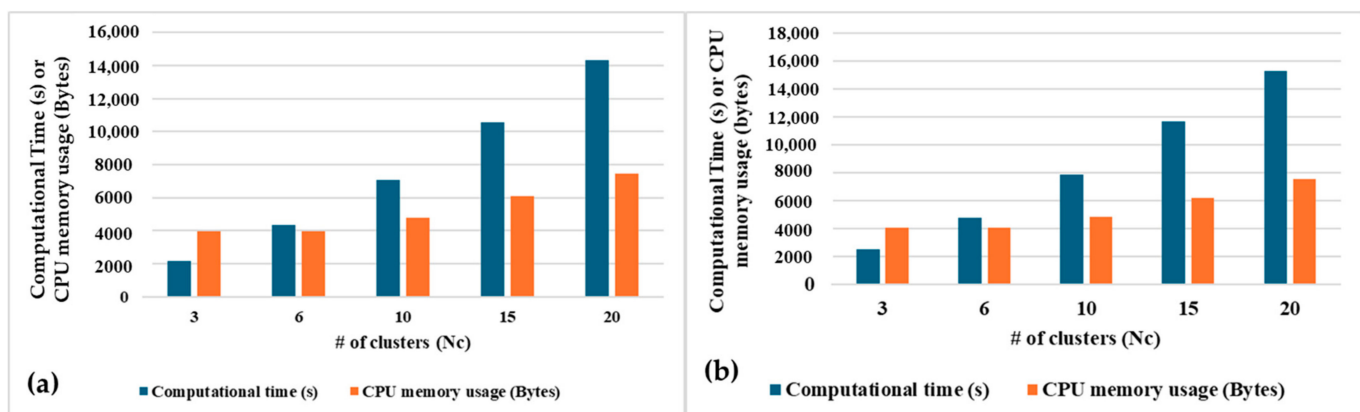 Computational Time (s) or
CPU memory usage (Bytes)
16,000
14,000
12,000
10,000
8000
6000
4000
2000
0
3 6 10 15 20
# of clusters (Nc)
(a)
Computational time (s) CPU memory usage (Bytes)
Computational Time (s) or CPU
memory usage (bytes)
18,000
16,000
14,000
12,000
10,000
8000
6000
4000
2000
0
3 6 10 15 20
# of clusters (Nc)
(b)
Computational time (s) CPU memory usage (Bytes)